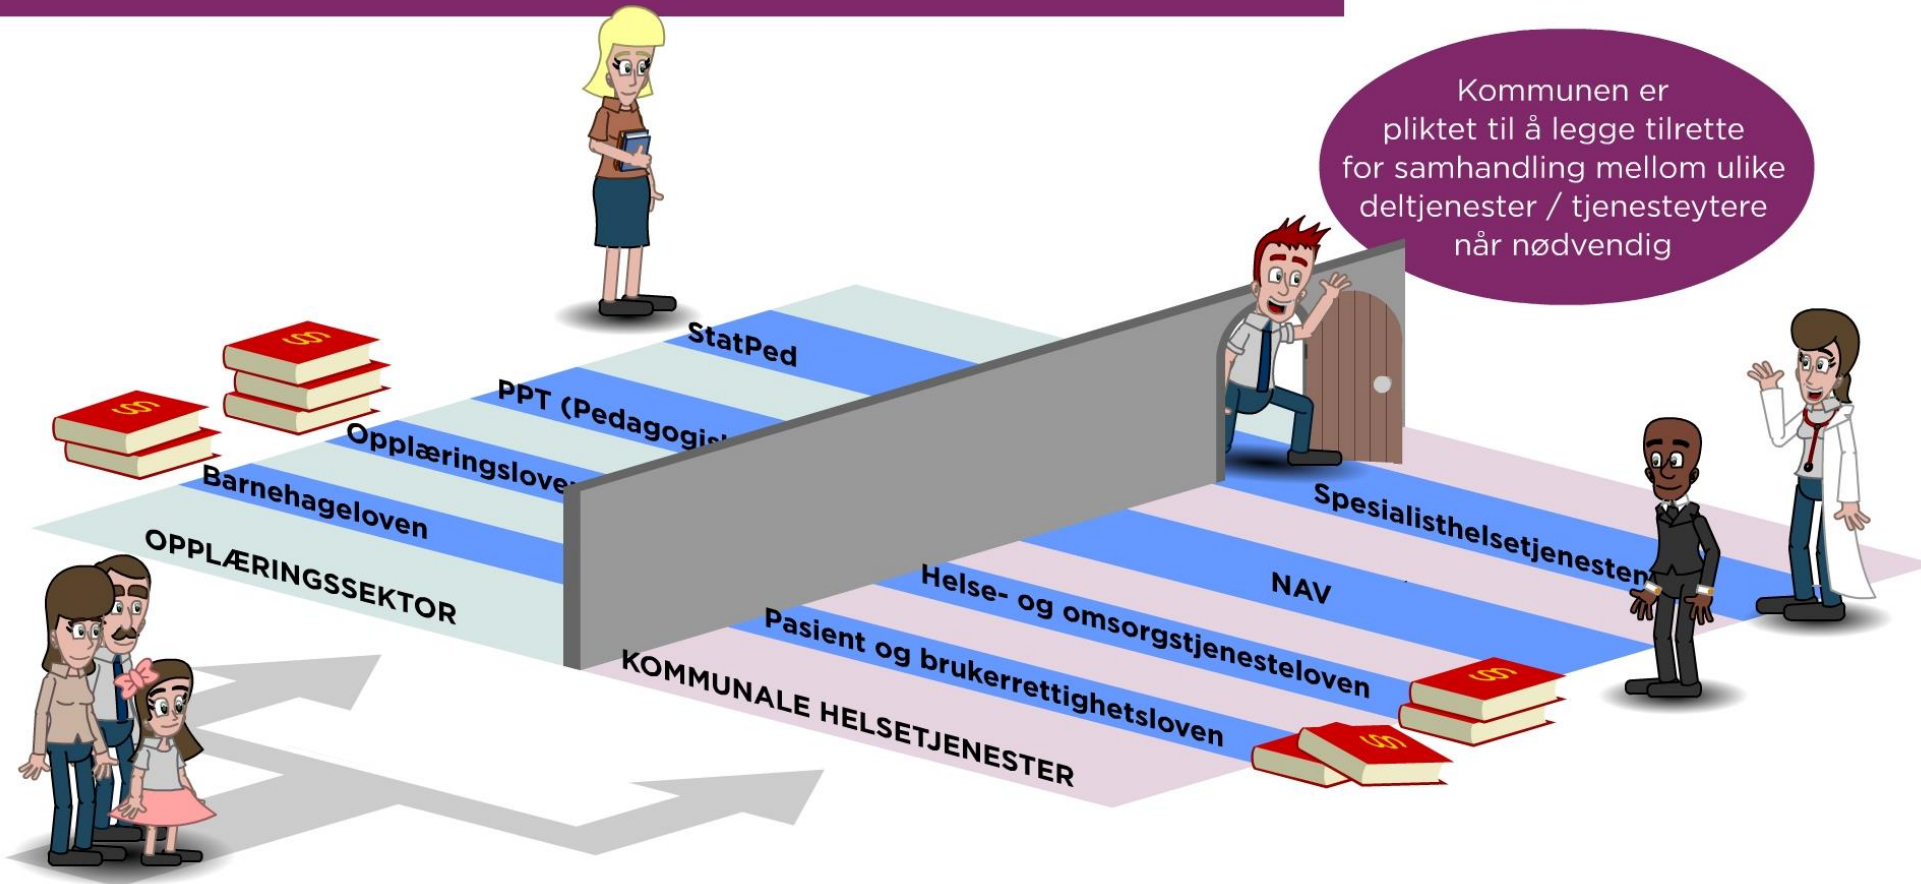 Kommunen er
pliktet til å legge tilrette
for samhandling mellom ulike
deltjenester / tjenesteytere
når nødvendig
StatPed
PPT (Pedagogis
Opplæringslove
Barnehageloven
OPPLÆRINGSSEKTOR
Spesialisthelsetjenesten
NAV
Helse- og omsorgstjenesteloven
Pasient og brukerrettighetsloven
KOMMUNALE HELSETJENESTER
§
§
§
§